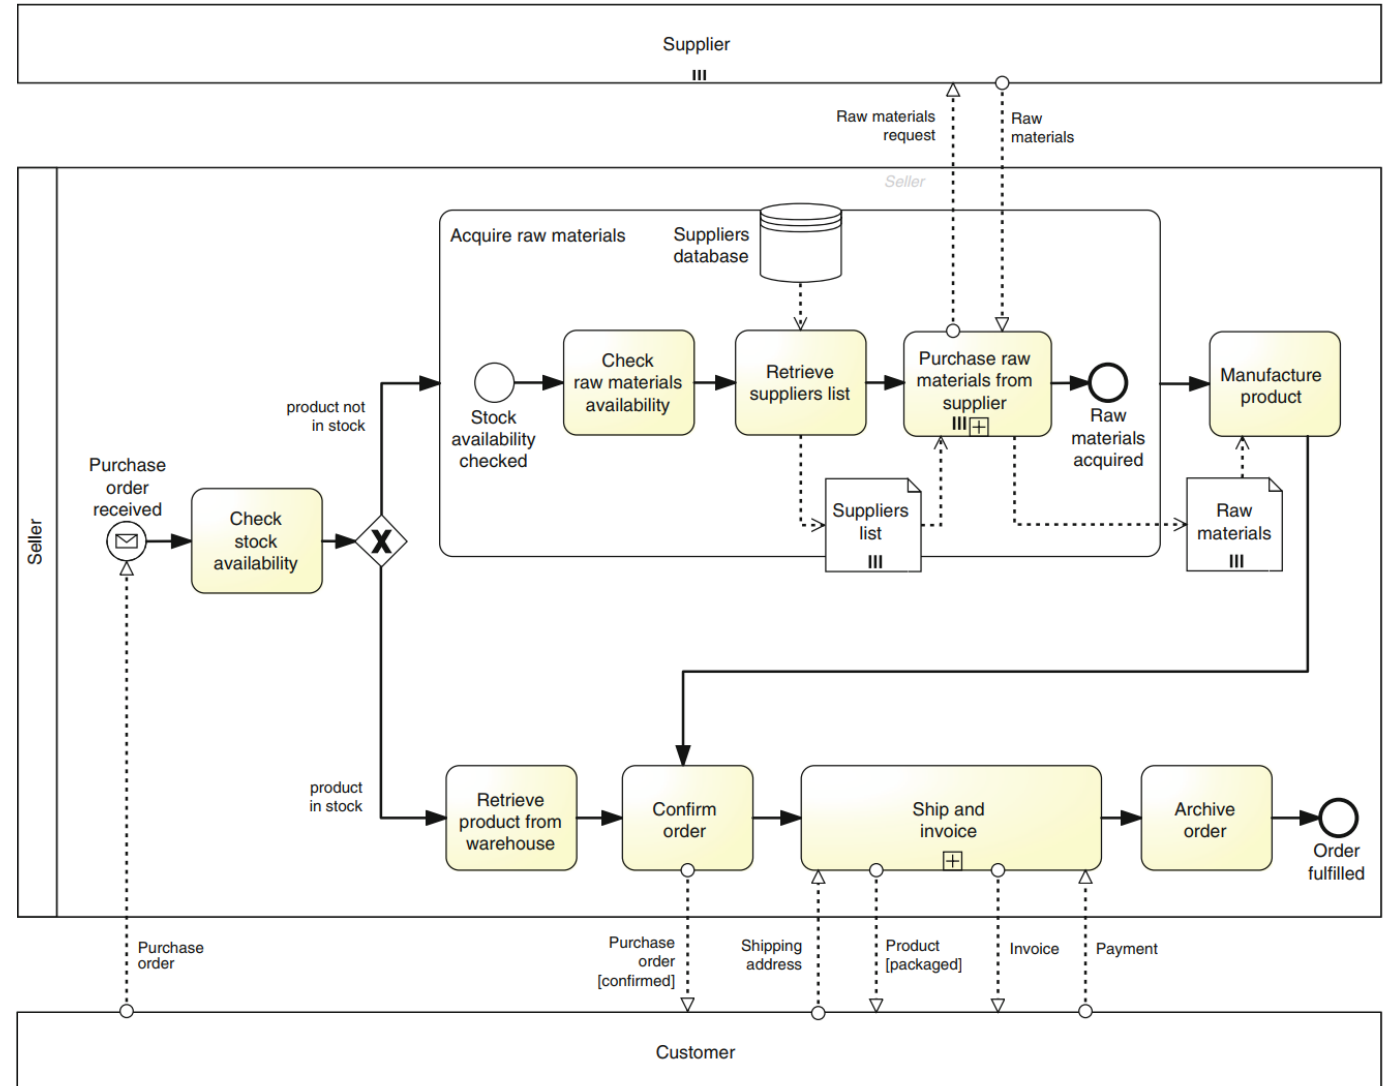 Supplier
Raw materials
request
Raw
materials
Seller
Seller
Acquire raw materials
Suppliers
database
Check
raw materials
availability
Retrieve
suppliers list
Purchase raw
materials from
supplier
Manufacture
product
Stock
availability
checked
Raw
materials
acquired
product not
in stock
Purchase
order
received
Check
stock
availability
X
Suppliers
list
Raw
materials
product
in stock
Retrieve
product from
warehouse
Confirm
order
Ship and
invoice
Archive
order
Order
fulfilled
Purchase
order
Purchase
order
[confirmed]
Shipping
address
Product
[packaged]
Invoice
Payment
Customer